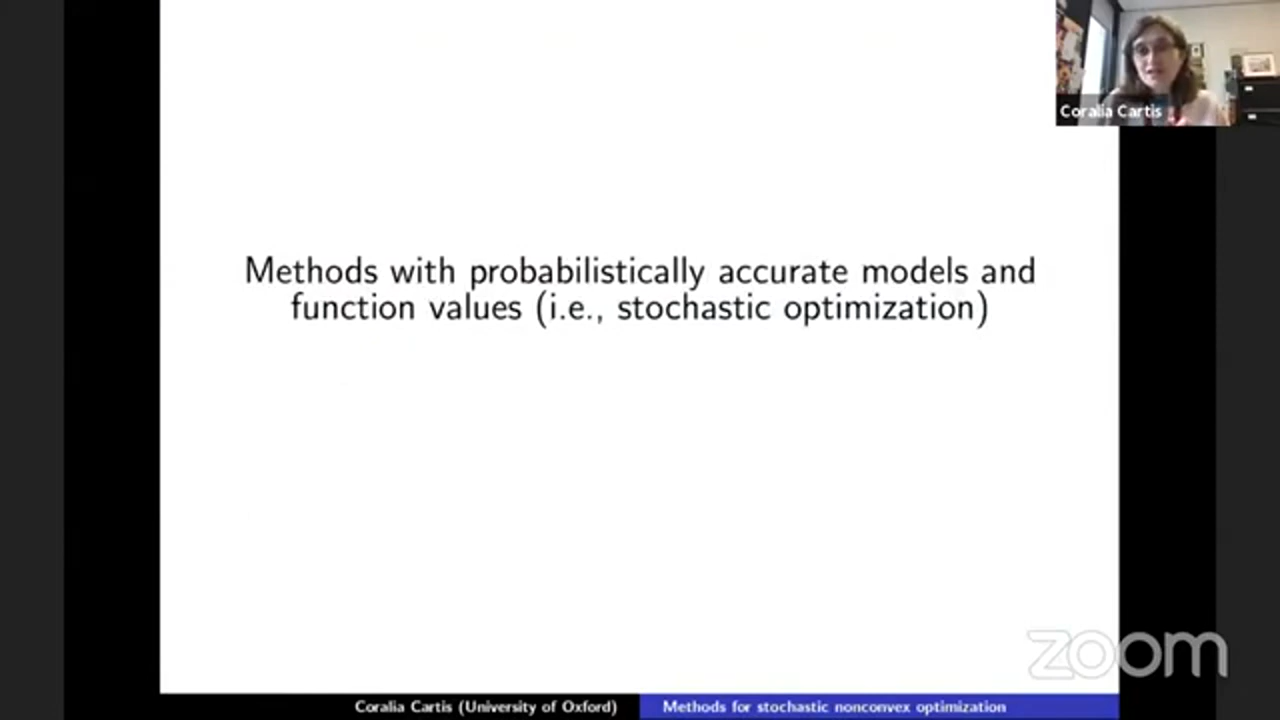 Coralia Cartis
Methods with probabilistically accurate models and
function values (i.e., stochastic optimization)
zoom
Coralia Cartis (University of Oxford)
Methods for stochastic nonconvex optimization